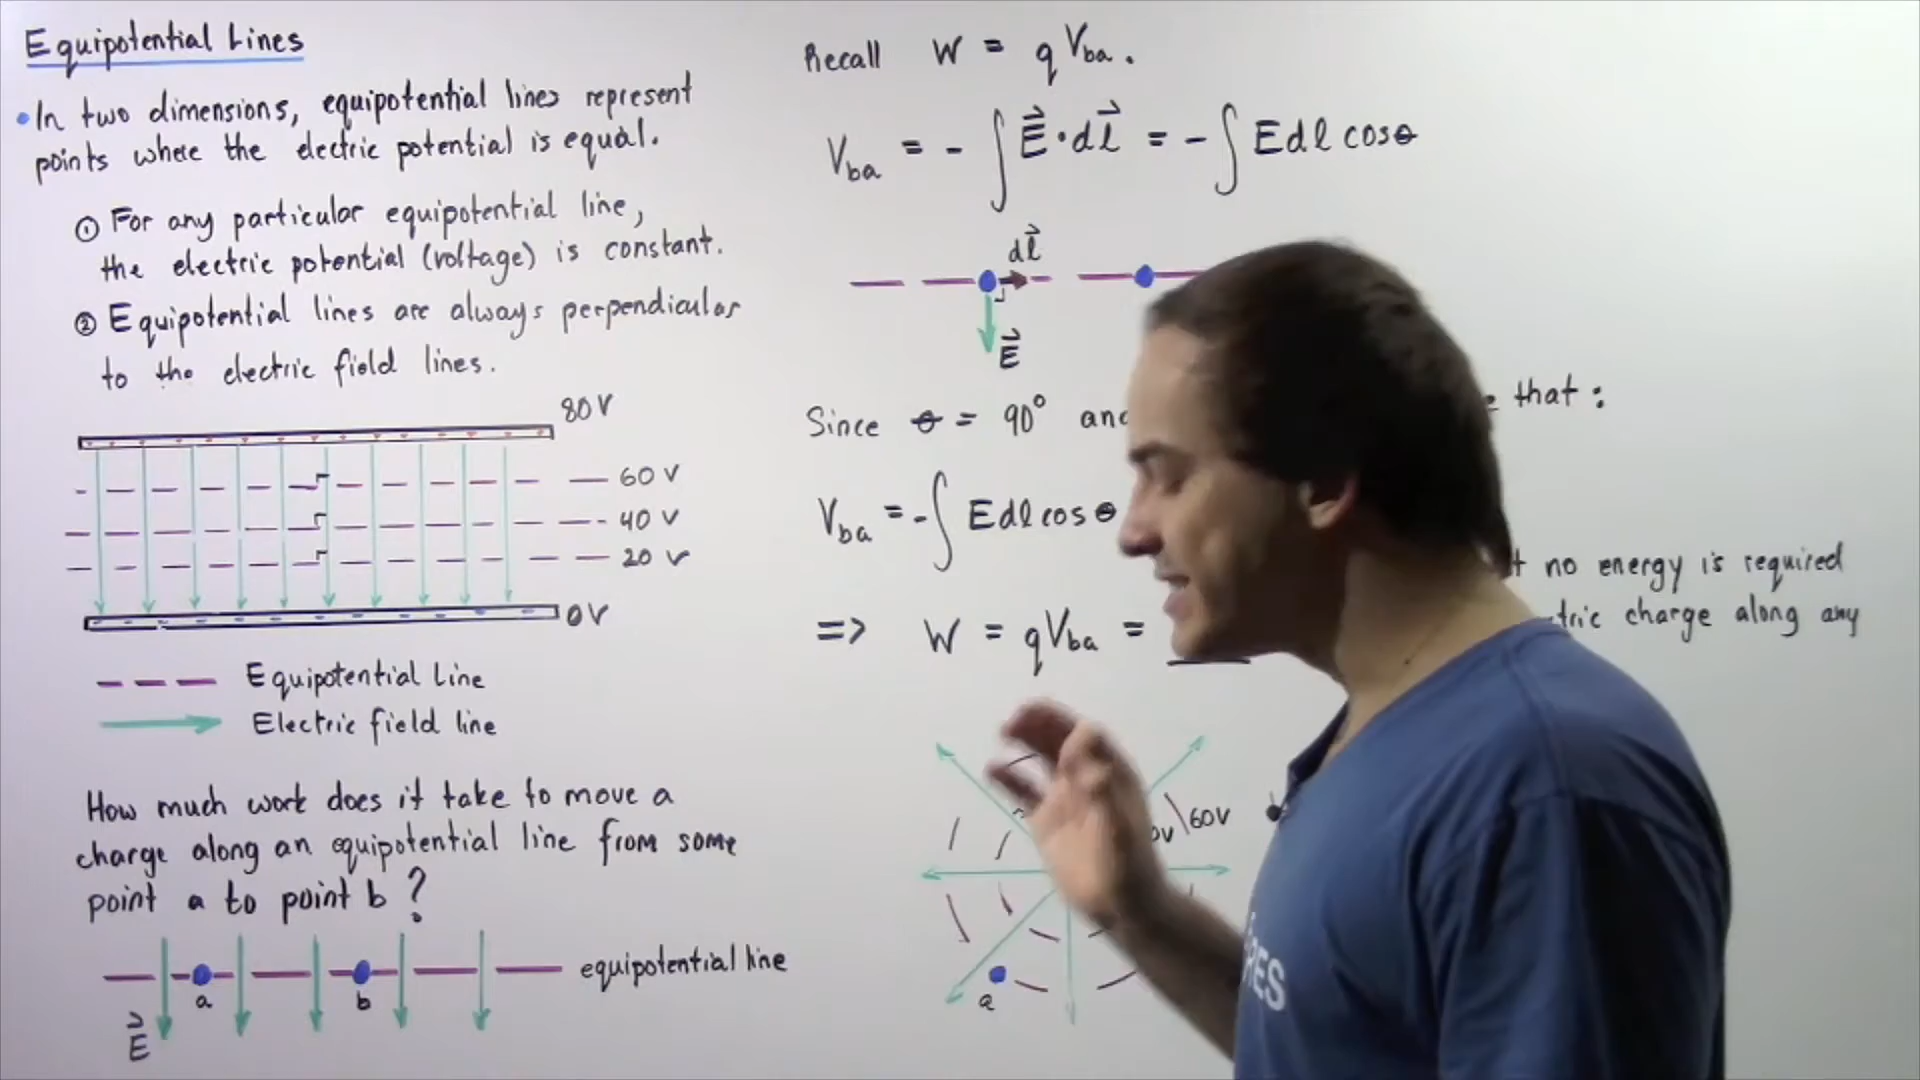 Equipotential Lines
• In two dimensions, equipotential lines represent
points where the electric potential is equal.
① For any particular equipotential line,
the electric potential (voltage) is constant.
② Equipotential lines are always perpendicular
to the electric field lines.
80 V
60 V
40 V
20 V
0V
Equipotential Line
Electric field line
How much work does it take to move a
charge along an equipotential line from some
point a to point b?
equipotential line
a b
E⃗
Recall W = qVba.
Vba = - ∫ E⃗ · dl⃗ = - ∫ E dl cosθ
dl⃗
E⃗
Since θ = 90° and
that:
Vba = - ∫ E dl cos θ
no energy is required
charge along any
=> W = qVba =
60V
a